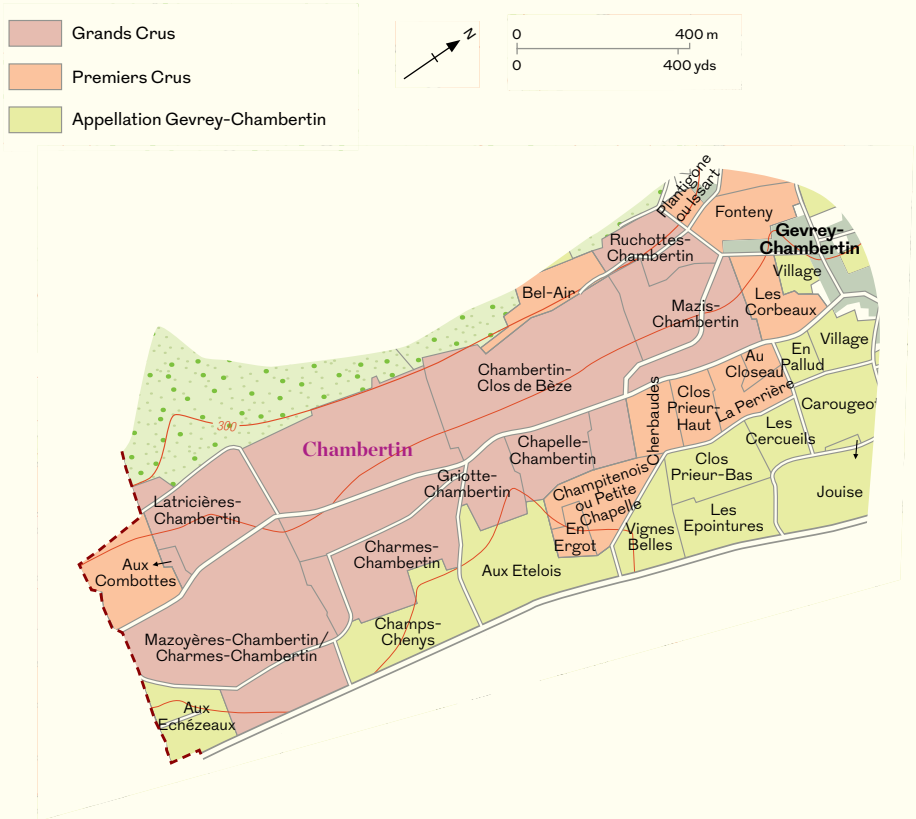 Grands Crus
Premiers Crus
Appellation Gevrey-Chambertin
N
0 400 m
0 400 yds
Plantigone
ou Issart
Fonteny
Gevrey-
Chambertin
Ruchottes-
Chambertin
Village
Bel-Air
Les
Corbeaux
Mazis-
Chambertin
Village
En
Pallud
Au
Closeau
Chambertin-
Clos de Bèze
La Perrière
Clos
Prieur-
Haut
Cherbaudes
Carougeot
300
Chambertin
Les
Cercueils
Chapelle-
Chambertin
Clos
Prieur-Bas
Griotte-
Chambertin
Champitenois
ou Petite
Chapelle
Jouise
Latricières-
Chambertin
Les
Epointures
En
Ergot
Vignes
Belles
Charmes-
Chambertin
Aux
Combottes
Aux Etelois
Champs-
Chenys
Mazoyères-Chambertin/
Charmes-Chambertin
Aux
Echézeaux